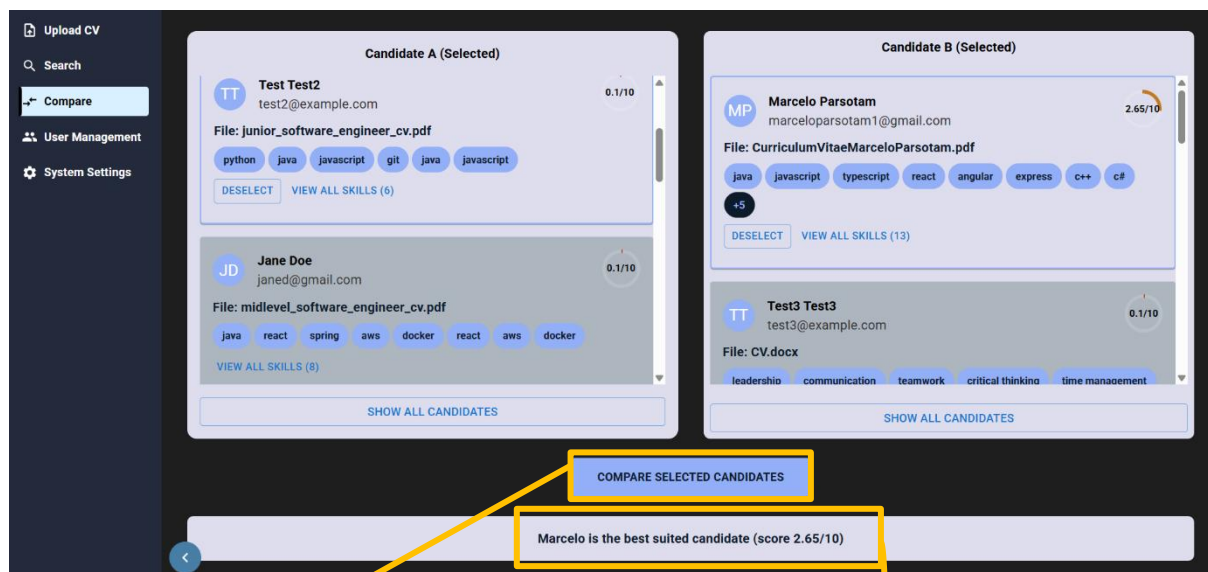 Upload CV
Search
Compare
User Management
System Settings
Candidate A (Selected)
TT
Test Test2
test2@example.com
0.1/10
File: junior_software_engineer_cv.pdf
python java javascript git java javascript
DESELECT VIEW ALL SKILLS (6)
JD
Jane Doe
janed@gmail.com
0.1/10
File: midlevel_software_engineer_cv.pdf
java react spring aws docker react aws docker
VIEW ALL SKILLS (8)
SHOW ALL CANDIDATES
Candidate B (Selected)
MP
Marcelo Parsotam
marceloparsotam1@gmail.com
2.65/10
File: CurriculumVitaeMarceloParsotam.pdf
java javascript typescript react angular express c++ c#
+5
DESELECT VIEW ALL SKILLS (13)
TT
Test3 Test3
test3@example.com
0.1/10
File: CV.docx
leadership communication teamwork critical thinking time management
SHOW ALL CANDIDATES
COMPARE SELECTED CANDIDATES
Marcelo is the best suited candidate (score 2.65/10)